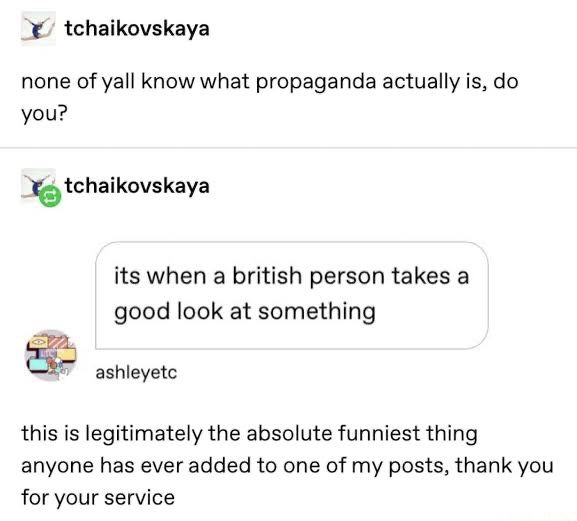 tchaikovskaya
none of yall know what propaganda actually is, do
you?
tchaikovskaya
its when a british person takes a
good look at something
ashleyetc
this is legitimately the absolute funniest thing
anyone has ever added to one of my posts, thank you
for your service